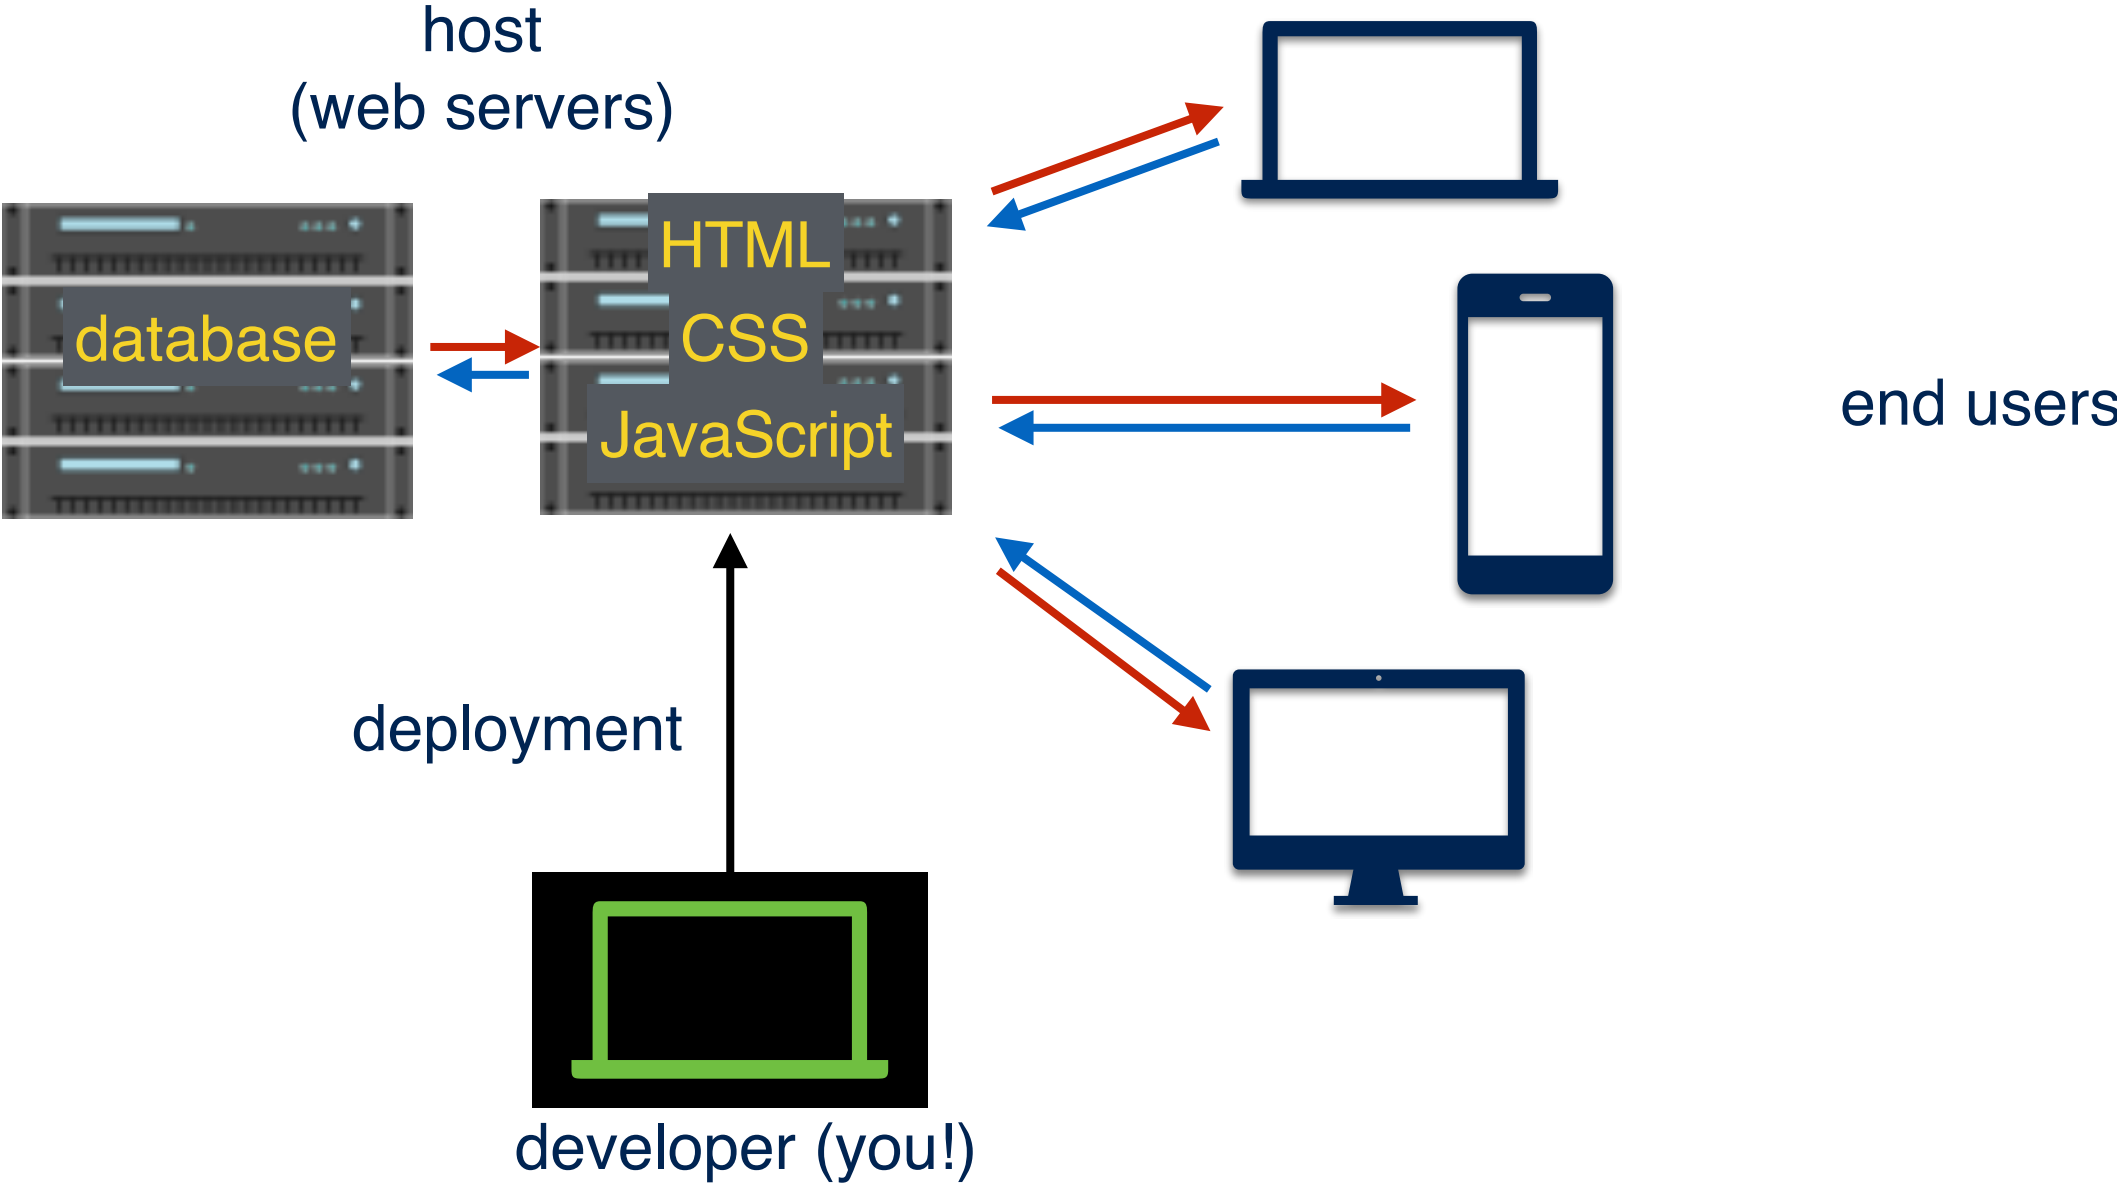 host
(web servers)
HTML
database
CSS
JavaScript
end users
deployment
developer (you!)